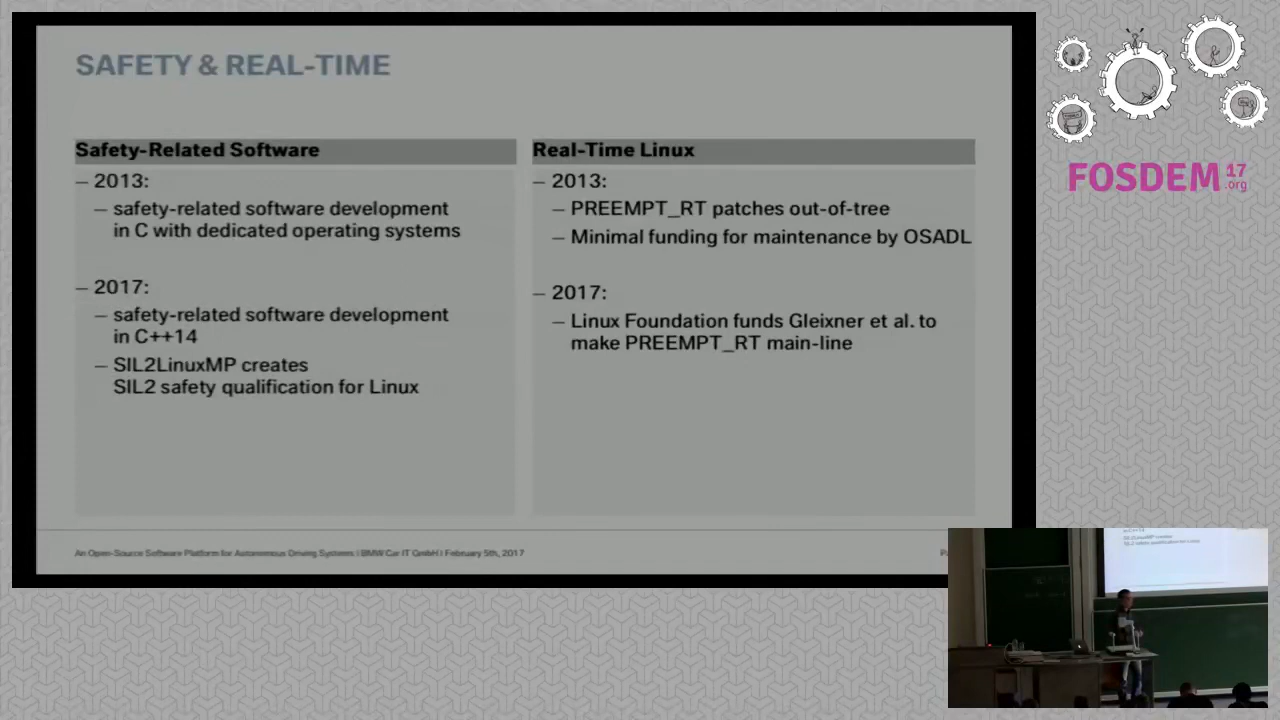 SAFETY & REAL-TIME
Safety-Related Software
– 2013:
– safety-related software development
in C with dedicated operating systems
– 2017:
– safety-related software development
in C++14
– SIL2LinuxMP creates
SIL2 safety qualification for Linux
Real-Time Linux
– 2013:
– PREEMPT_RT patches out-of-tree
– Minimal funding for maintenance by OSADL
– 2017:
– Linux Foundation funds Gleixner et al. to
make PREEMPT_RT main-line
An Open-Source Software Platform for Autonomous Driving Systems | BMW Car IT GmbH | February 5th, 2017
FOSDEM 17
.org